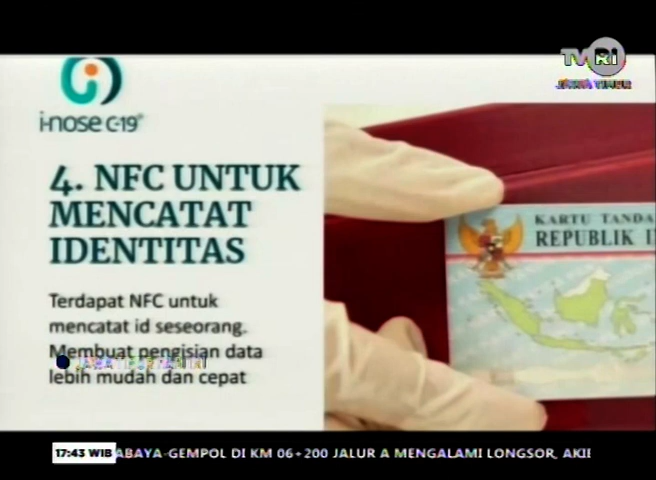 TVRI
JAWA TIMUR
i-nose c-19
4. NFC UNTUK
MENCATAT
IDENTITAS
KARTU TANDA
REPUBLIK I
Terdapat NFC untuk
mencatat id seseorang.
Membuat pengisian data
lebih mudah dan cepat
17:43 WIB ABAYA-GEMPOL DI KM 06+200 JALUR A MENGALAMI LONGSOR, AKIB